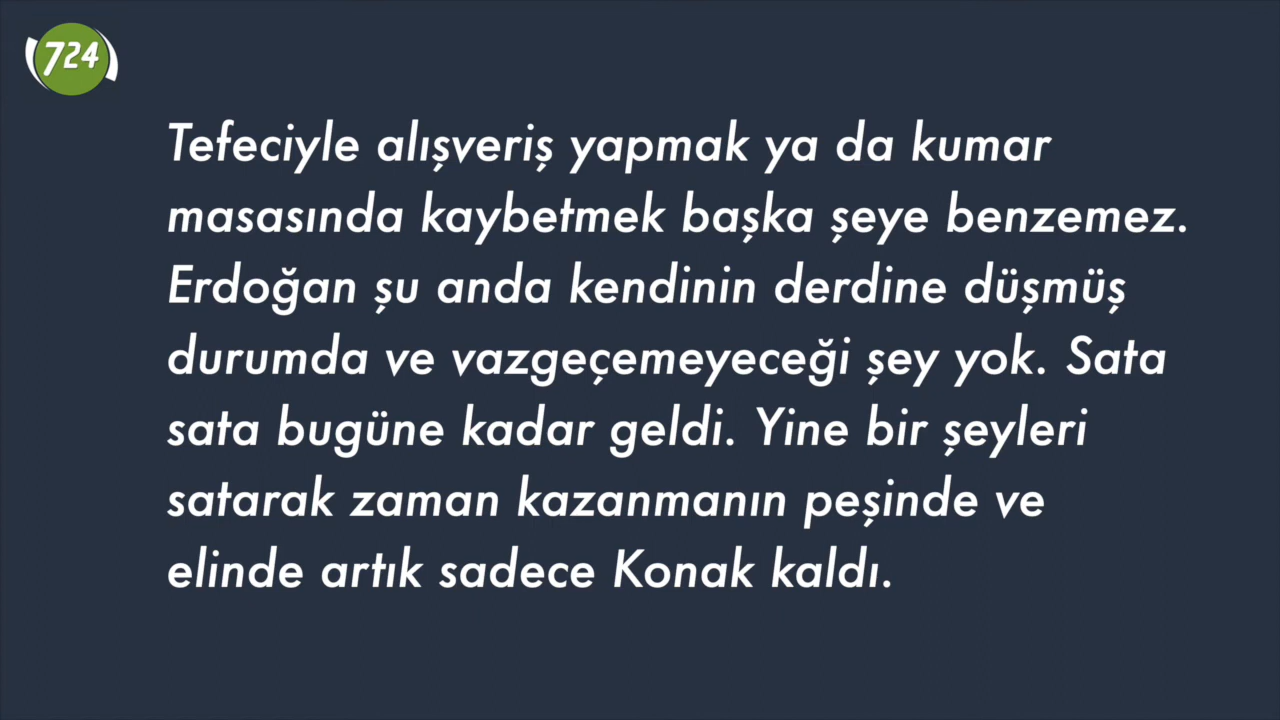 724
Tefeciyle alışveriş yapmak ya da kumar
masasında kaybetmek başka şeye benzemez.
Erdoğan şu anda kendinin derdine düşmüş
durumda ve vazgeçemeyeceği şey yok. Sata
sata bugüne kadar geldi. Yine bir şeyleri
satarak zaman kazanmanın peşinde ve
elinde artık sadece Konak kaldı.